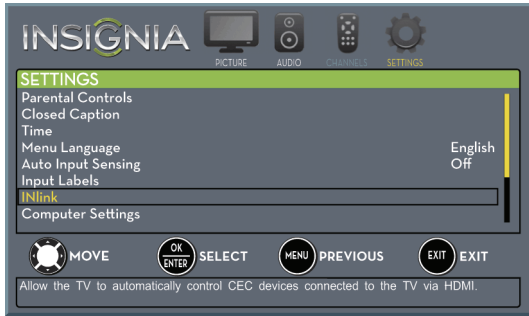 INSIGNIA
PICTURE AUDIO CHANNELS SETTINGS
SETTINGS
Parental Controls
Closed Caption
Time
Menu Language English
Auto Input Sensing Off
Input Labels
INlink
Computer Settings
MOVE OK ENTER SELECT MENU PREVIOUS EXIT EXIT
Allow the TV to automatically control CEC devices connected to the TV via HDMI.